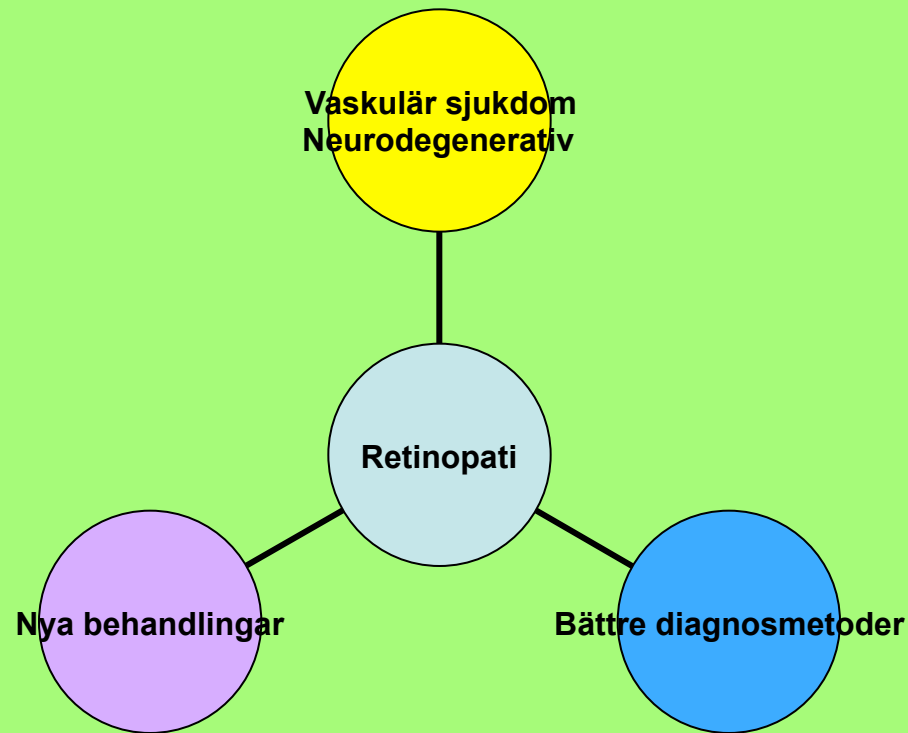 Vaskulär sjukdom
Neurodegenerativ
Retinopati
Nya behandlingar
Bättre diagnosmetoder